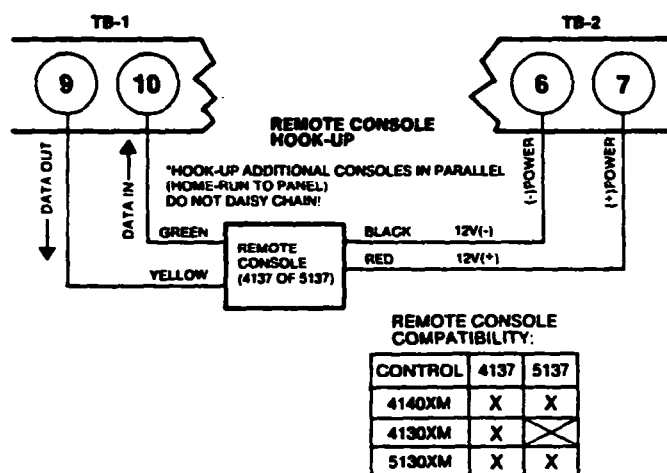 TB-1
TB-2
9
10
6
7
REMOTE CONSOLE
HOOK-UP
DATA OUT
DATA IN
(-)POWER
(+)POWER
*HOOK-UP ADDITIONAL CONSOLES IN PARALLEL
(HOME-RUN TO PANEL)
DO NOT DAISY CHAIN!
GREEN
YELLOW
REMOTE
CONSOLE
(4137 OF 5137)
BLACK 12V(-)
RED 12V(+)
REMOTE CONSOLE
COMPATIBILITY:
CONTROL 4137 5137
4140XM X X
4130XM X
5130XM X X